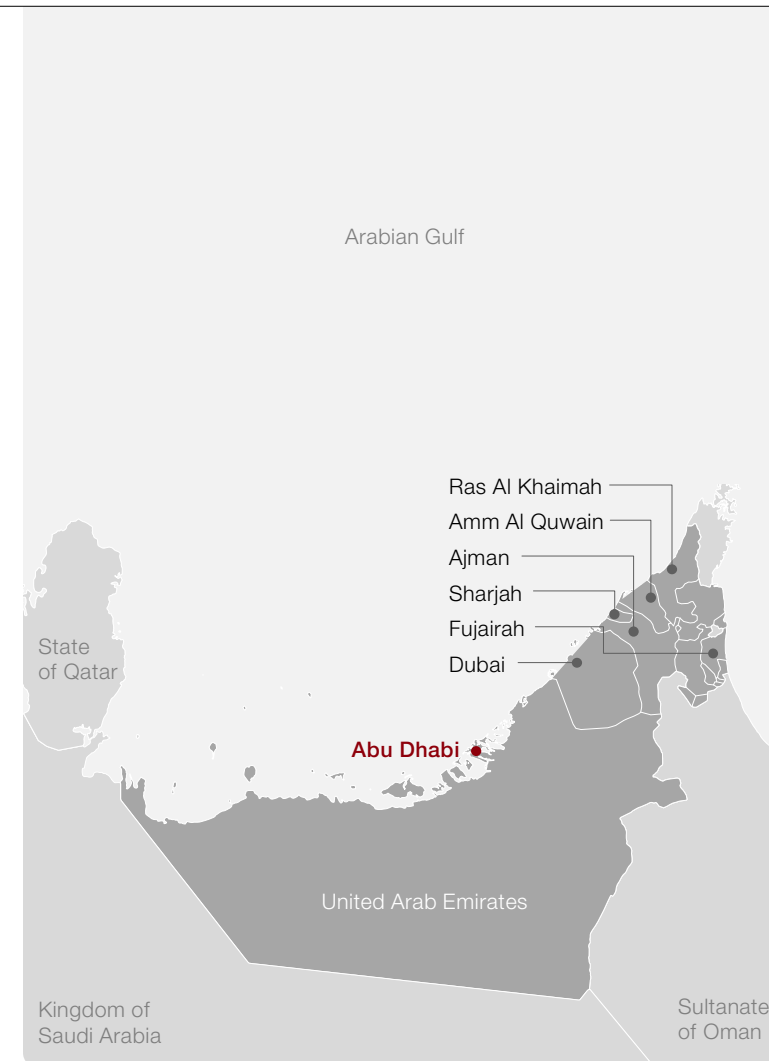 Arabian Gulf
Ras Al Khaimah
Amm Al Quwain
Ajman
Sharjah
Fujairah
Dubai
State
of Qatar
Abu Dhabi
United Arab Emirates
Kingdom of
Saudi Arabia
Sultanate
of Oman